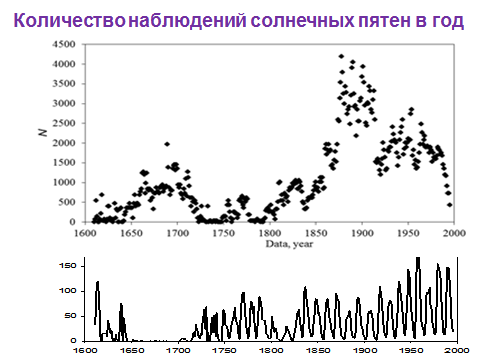 Количество наблюдений солнечных пятен в год
4500
4000
3500
3000
2500
2000
1500
1000
500
0
N
1600 1650 1700 1750 1800 1850 1900 1950 2000
Data, year
150
100
50
0
1600 1650 1700 1750 1800 1850 1900 1950 2000